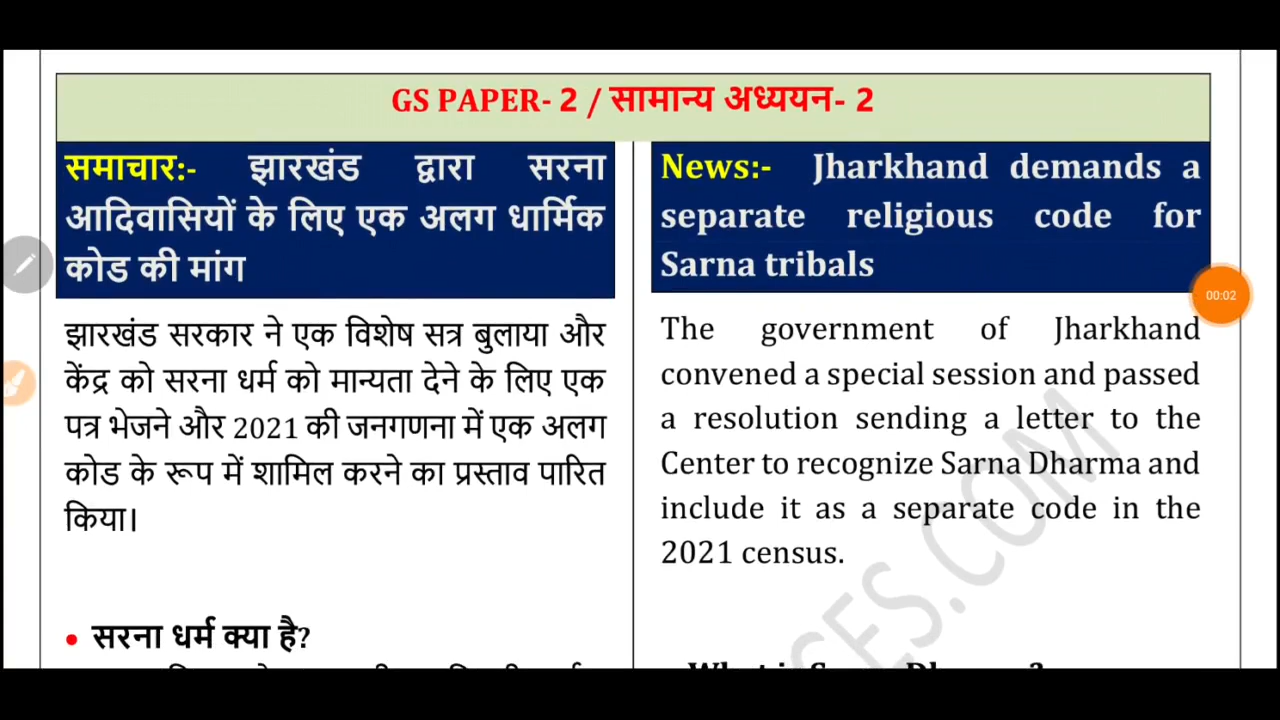 GS PAPER- 2 / सामान्य अध्ययन- 2
समाचार:- झारखंड द्वारा सरना
आदिवासियों के लिए एक अलग धार्मिक
कोड की मांग
झारखंड सरकार ने एक विशेष सत्र बुलाया और
केंद्र को सरना धर्म को मान्यता देने के लिए एक
पत्र भेजने और 2021 की जनगणना में एक अलग
कोड के रूप में शामिल करने का प्रस्ताव पारित
किया।
• सरना धर्म क्या है?
News:- Jharkhand demands a
separate religious code for
Sarna tribals
The government of Jharkhand
convened a special session and passed
a resolution sending a letter to the
Center to recognize Sarna Dharma and
include it as a separate code in the
2021 census.
00:02